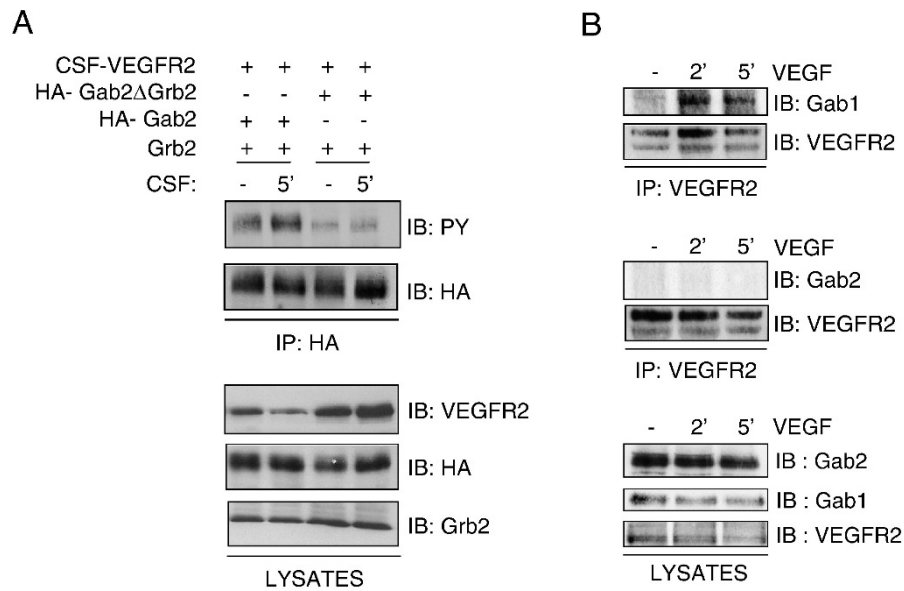 A
CSF-VEGFR2 + + + +
HA- Gab2ΔGrb2 - - + +
HA- Gab2 + + - -
Grb2 + + + +
CSF: - 5’ - 5’
IB: PY
IB: HA
IP: HA
IB: VEGFR2
IB: HA
IB: Grb2
LYSATES
B
- 2’ 5’ VEGF
IB: Gab1
IB: VEGFR2
IP: VEGFR2
- 2’ 5’ VEGF
IB: Gab2
IB: VEGFR2
IP: VEGFR2
- 2’ 5’ VEGF
IB : Gab2
IB : Gab1
IB : VEGFR2
LYSATES